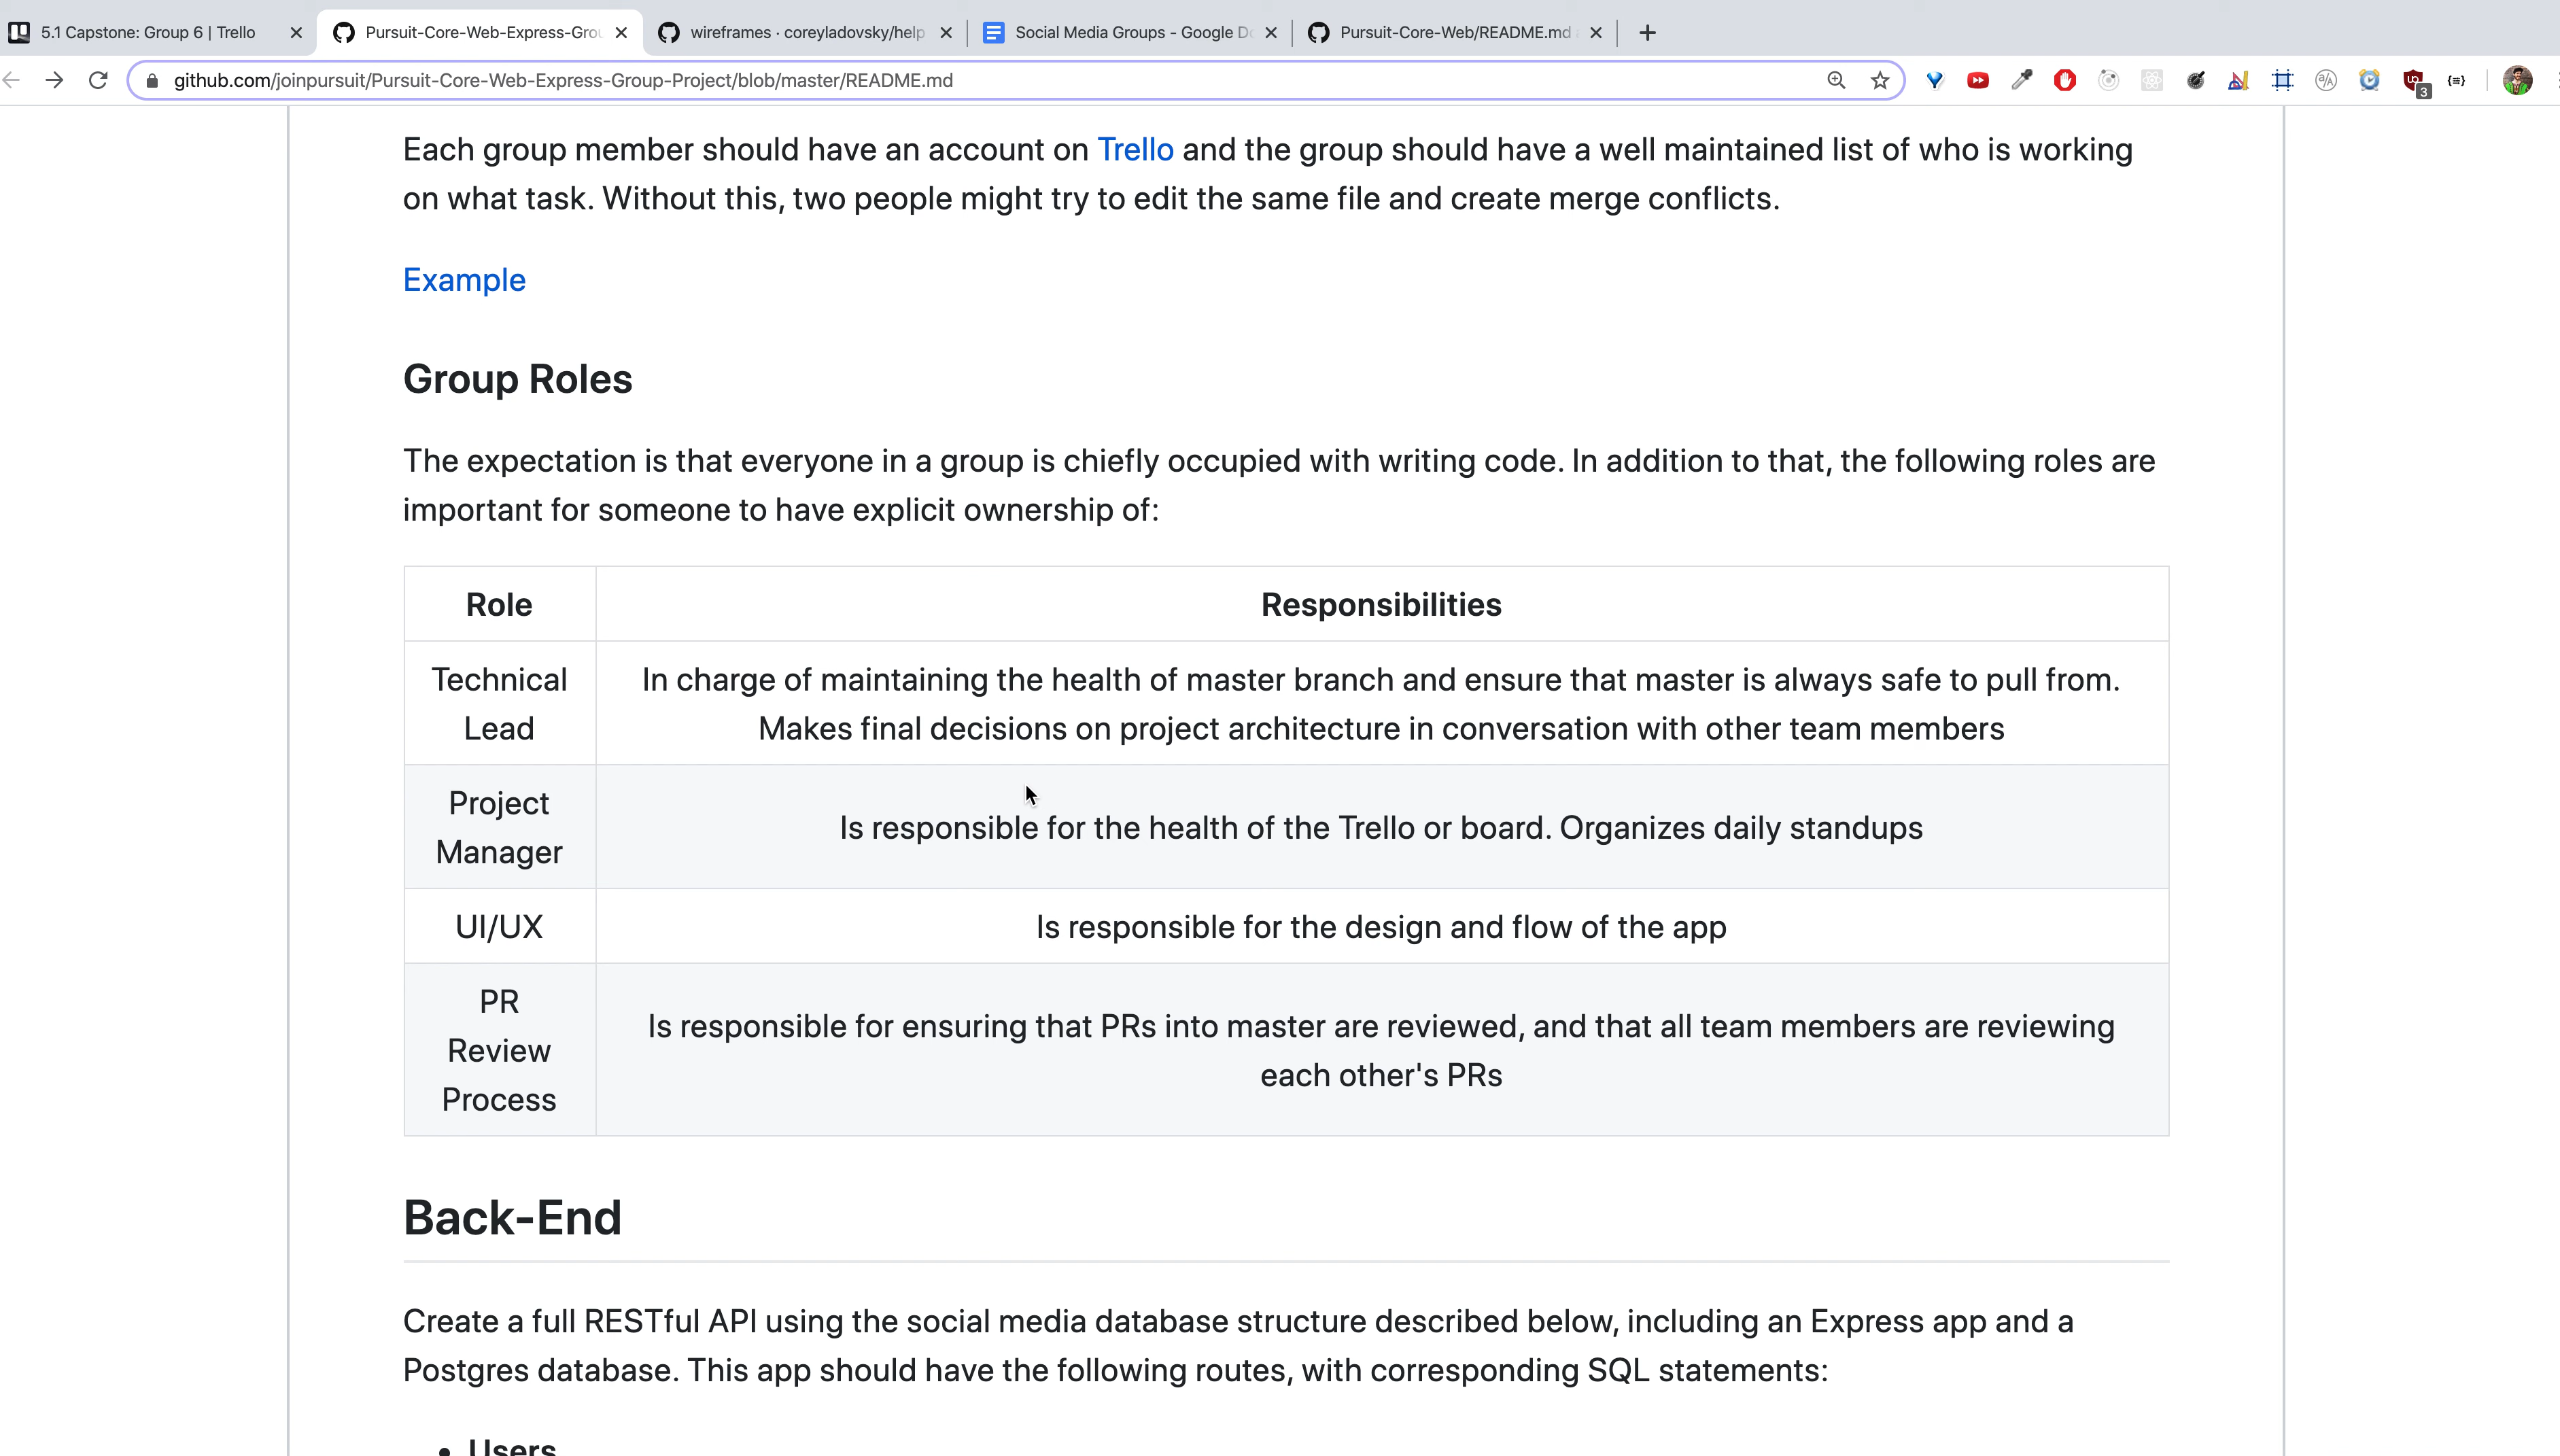 5.1 Capstone: Group 6 | Trello
Pursuit-Core-Web-Express-Grou
wireframes · coreyladovsky/help
Social Media Groups - Google Do
Pursuit-Core-Web/README.md
github.com/joinpursuit/Pursuit-Core-Web-Express-Group-Project/blob/master/README.md
3
Each group member should have an account on Trello and the group should have a well maintained list of who is working
on what task. Without this, two people might try to edit the same file and create merge conflicts.
Example
Group Roles
The expectation is that everyone in a group is chiefly occupied with writing code. In addition to that, the following roles are
important for someone to have explicit ownership of:
Role
Responsibilities
Technical
Lead
In charge of maintaining the health of master branch and ensure that master is always safe to pull from.
Makes final decisions on project architecture in conversation with other team members
Project
Manager
Is responsible for the health of the Trello or board. Organizes daily standups
UI/UX
Is responsible for the design and flow of the app
PR
Review
Process
Is responsible for ensuring that PRs into master are reviewed, and that all team members are reviewing
each other's PRs
Back-End
Create a full RESTful API using the social media database structure described below, including an Express app and a
Postgres database. This app should have the following routes, with corresponding SQL statements:
• Users